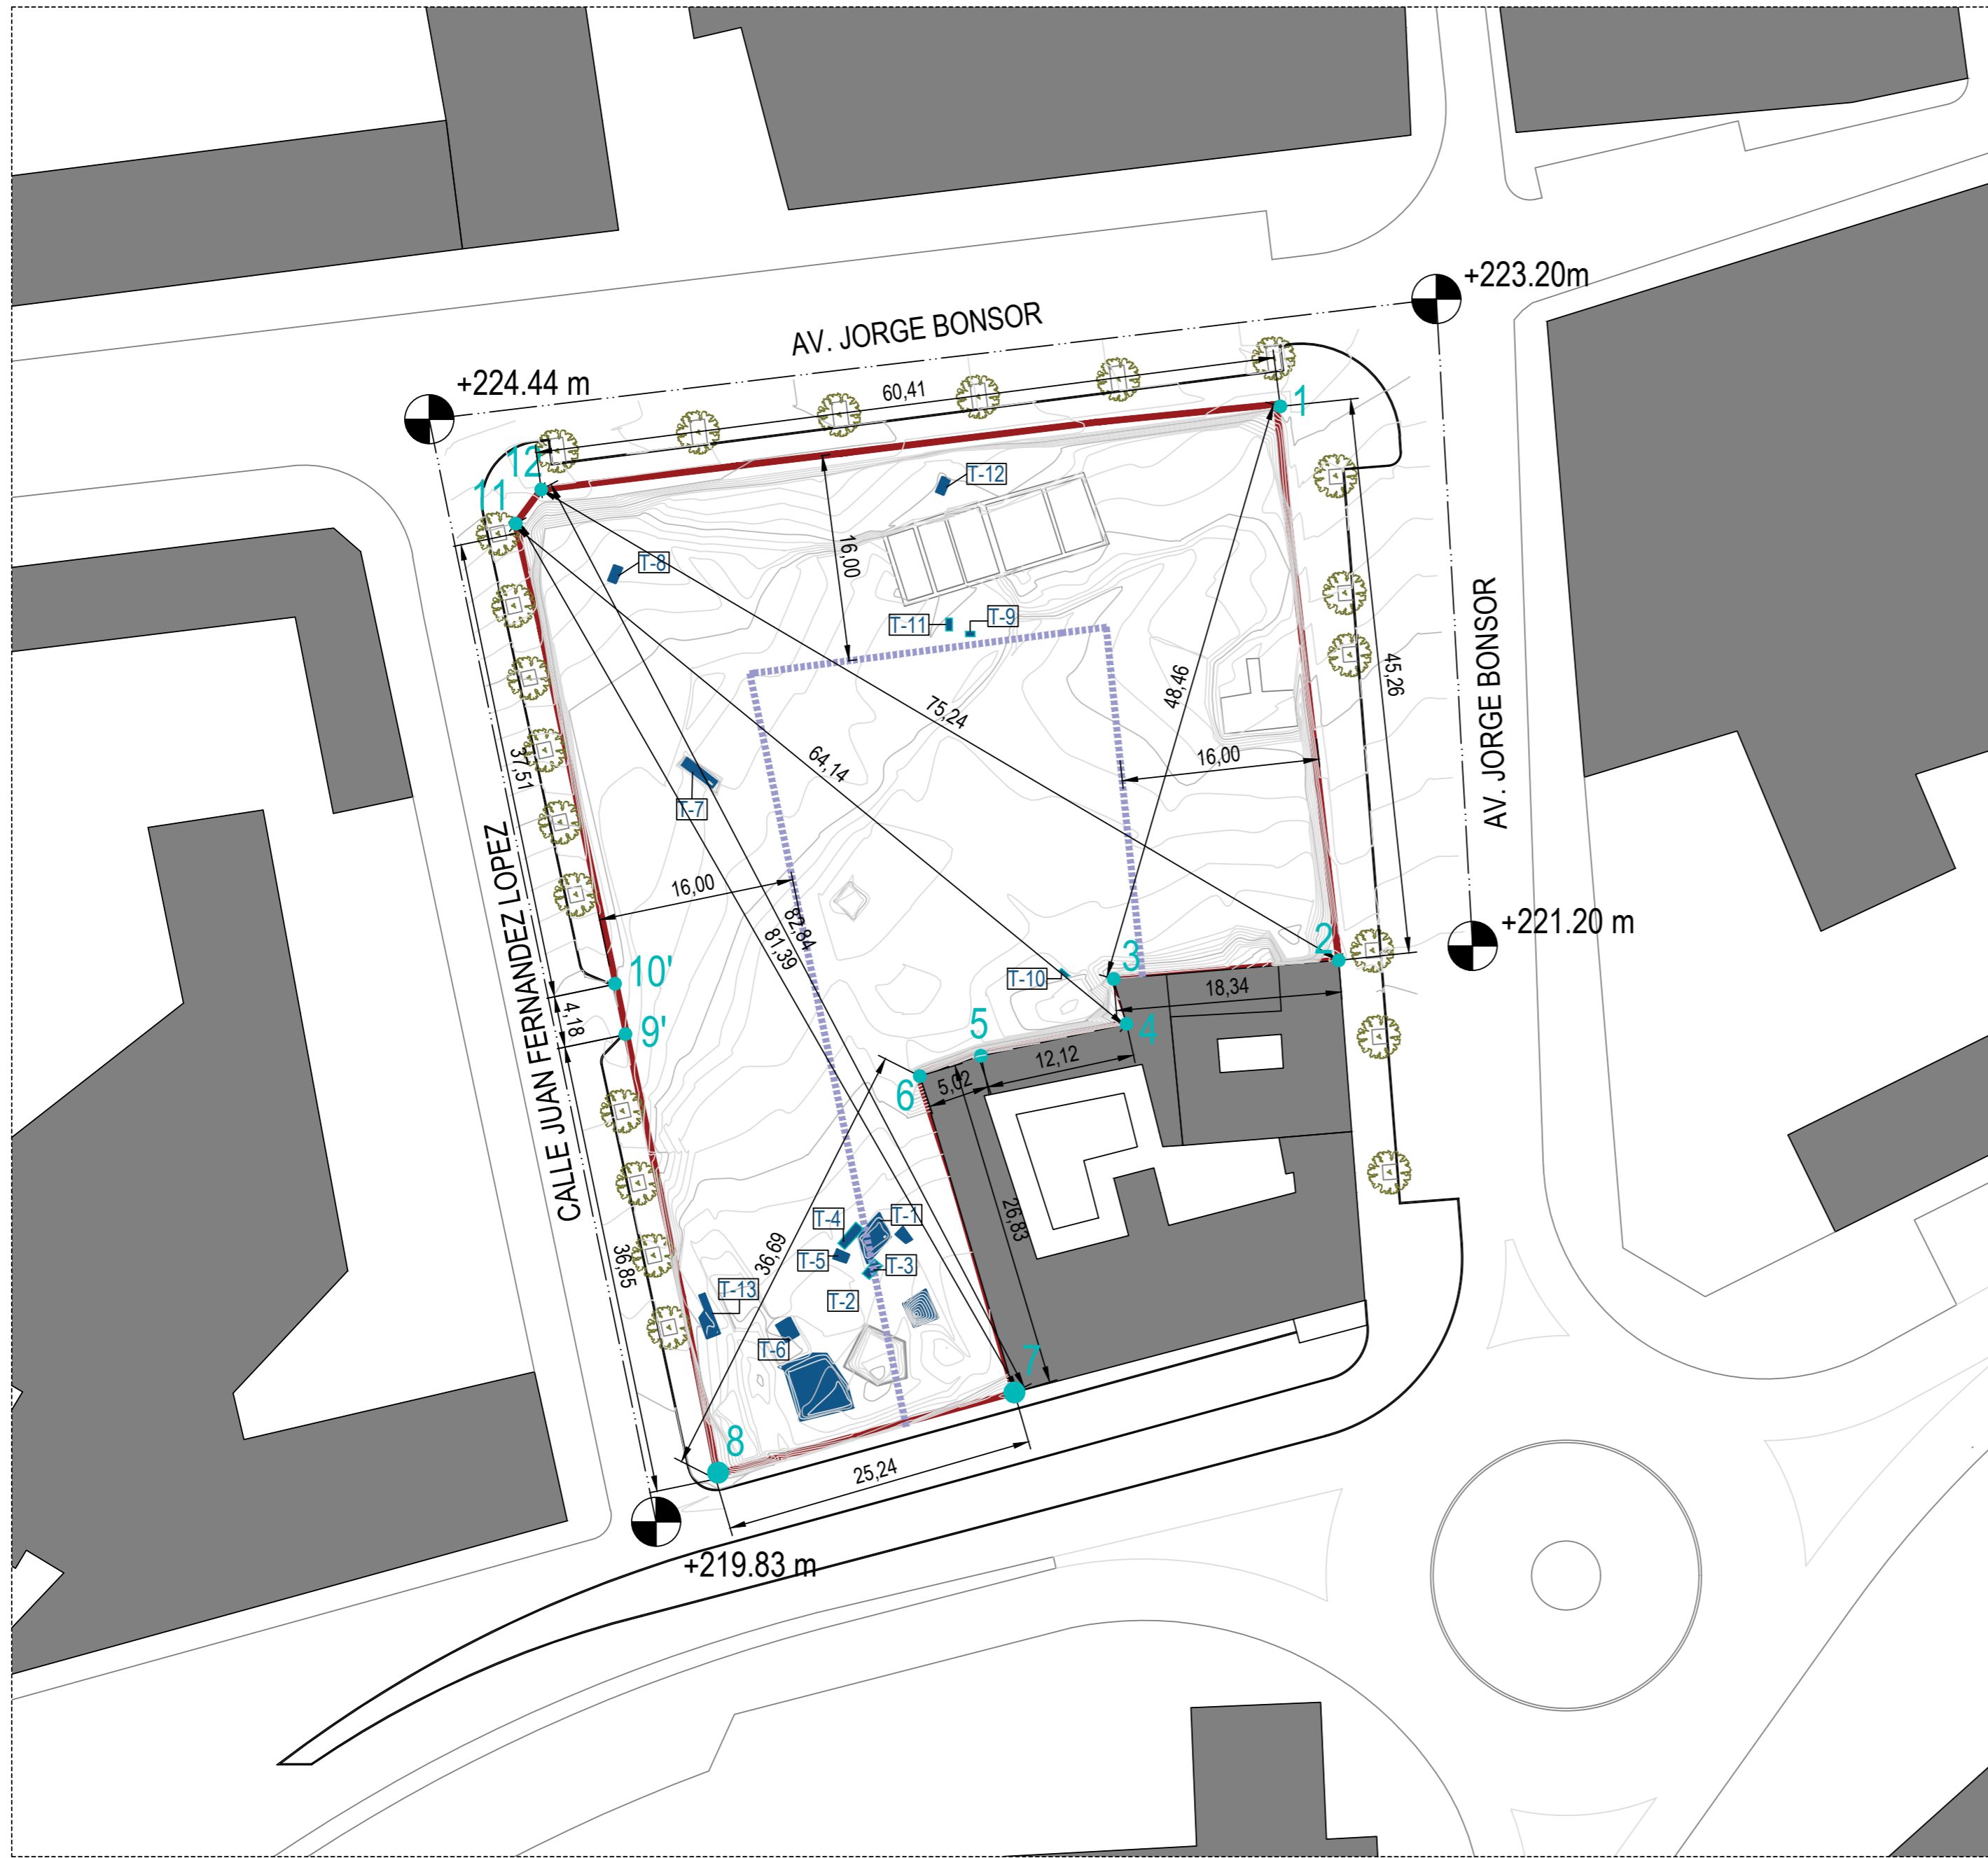 +223.20m
AV. JORGE BONSOR
+224.44 m
60,41
1
12
11
T-12
16,00
T-8
T-11
T-9
AV. JORGE BONSOR
45,26
48,46
75,24
64,14
16,00
37,51
T-7
CALLE JUAN FERNANDEZ LOPEZ
16,00
82,84
81,39
+221.20 m
2
3
T-10
10'
18,34
4,18
9'
4
5
12,12
5,02
6
26,83
36,69
36,85
T-4
T-1
T-5
T-3
T-13
T-2
T-6
7
8
25,24
+219.83 m